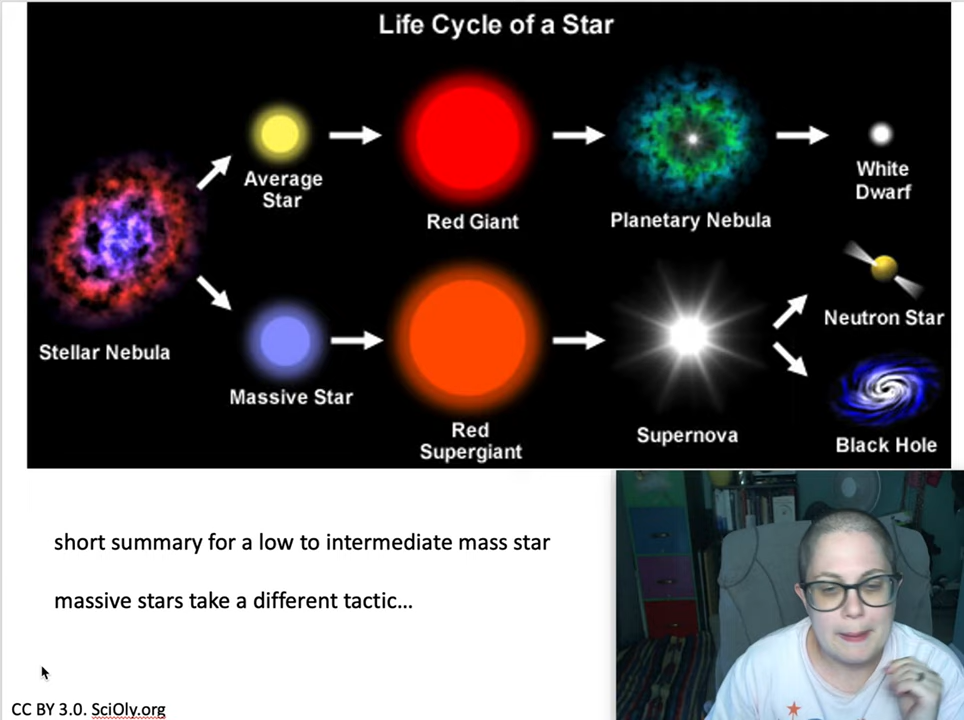 Life Cycle of a Star
Average
Star
Red Giant
Planetary Nebula
White
Dwarf
Stellar Nebula
Massive Star
Red
Supergiant
Supernova
Neutron Star
Black Hole
short summary for a low to intermediate mass star
massive stars take a different tactic...
CC BY 3.0. SciOly.org